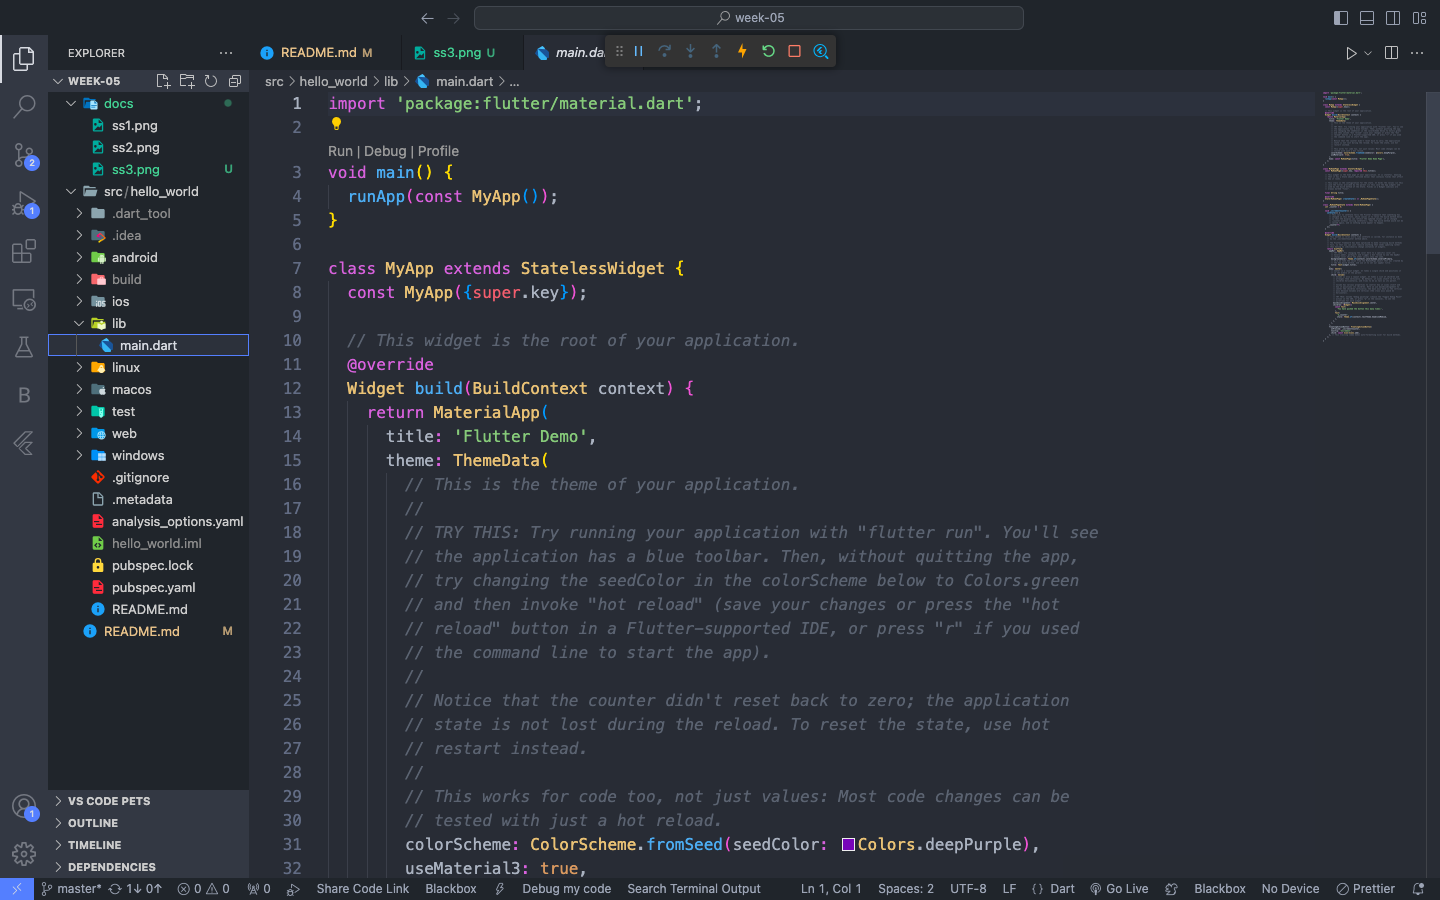 week-05
EXPLORER
README.md M
ss3.png U
main.da
WEEK-05
src > hello_world > lib > main.dart > ...
docs
ss1.png
ss2.png
ss3.png U
src/hello_world
.dart_tool
.idea
android
build
ios
lib
main.dart
linux
macos
test
web
windows
.gitignore
.metadata
analysis_options.yaml
hello_world.iml
pubspec.lock
pubspec.yaml
README.md
README.md M
VS CODE PETS
OUTLINE
TIMELINE
DEPENDENCIES
2
1
B
1
1 import 'package:flutter/material.dart';
2
Run | Debug | Profile
3 void main() {
4 runApp(const MyApp());
5 }
6
7 class MyApp extends StatelessWidget {
8 const MyApp({super.key});
9
10 // This widget is the root of your application.
11 @override
12 Widget build(BuildContext context) {
13 return MaterialApp(
14 title: 'Flutter Demo',
15 theme: ThemeData(
16 // This is the theme of your application.
17 //
18 // TRY THIS: Try running your application with "flutter run". You'll see
19 // the application has a blue toolbar. Then, without quitting the app,
20 // try changing the seedColor in the colorScheme below to Colors.green
21 // and then invoke "hot reload" (save your changes or press the "hot
22 // reload" button in a Flutter-supported IDE, or press "r" if you used
23 // the command line to start the app).
24 //
25 // Notice that the counter didn't reset back to zero; the application
26 // state is not lost during the reload. To reset the state, use hot
27 // restart instead.
28 //
29 // This works for code too, not just values: Most code changes can be
30 // tested with just a hot reload.
31 colorScheme: ColorScheme.fromSeed(seedColor: Colors.deepPurple),
32 useMaterial3: true,
master* 1↓ 0↑ 0 0 0 Share Code Link Blackbox Debug my code Search Terminal Output Ln 1, Col 1 Spaces: 2 UTF-8 LF {} Dart Go Live Blackbox No Device Prettier